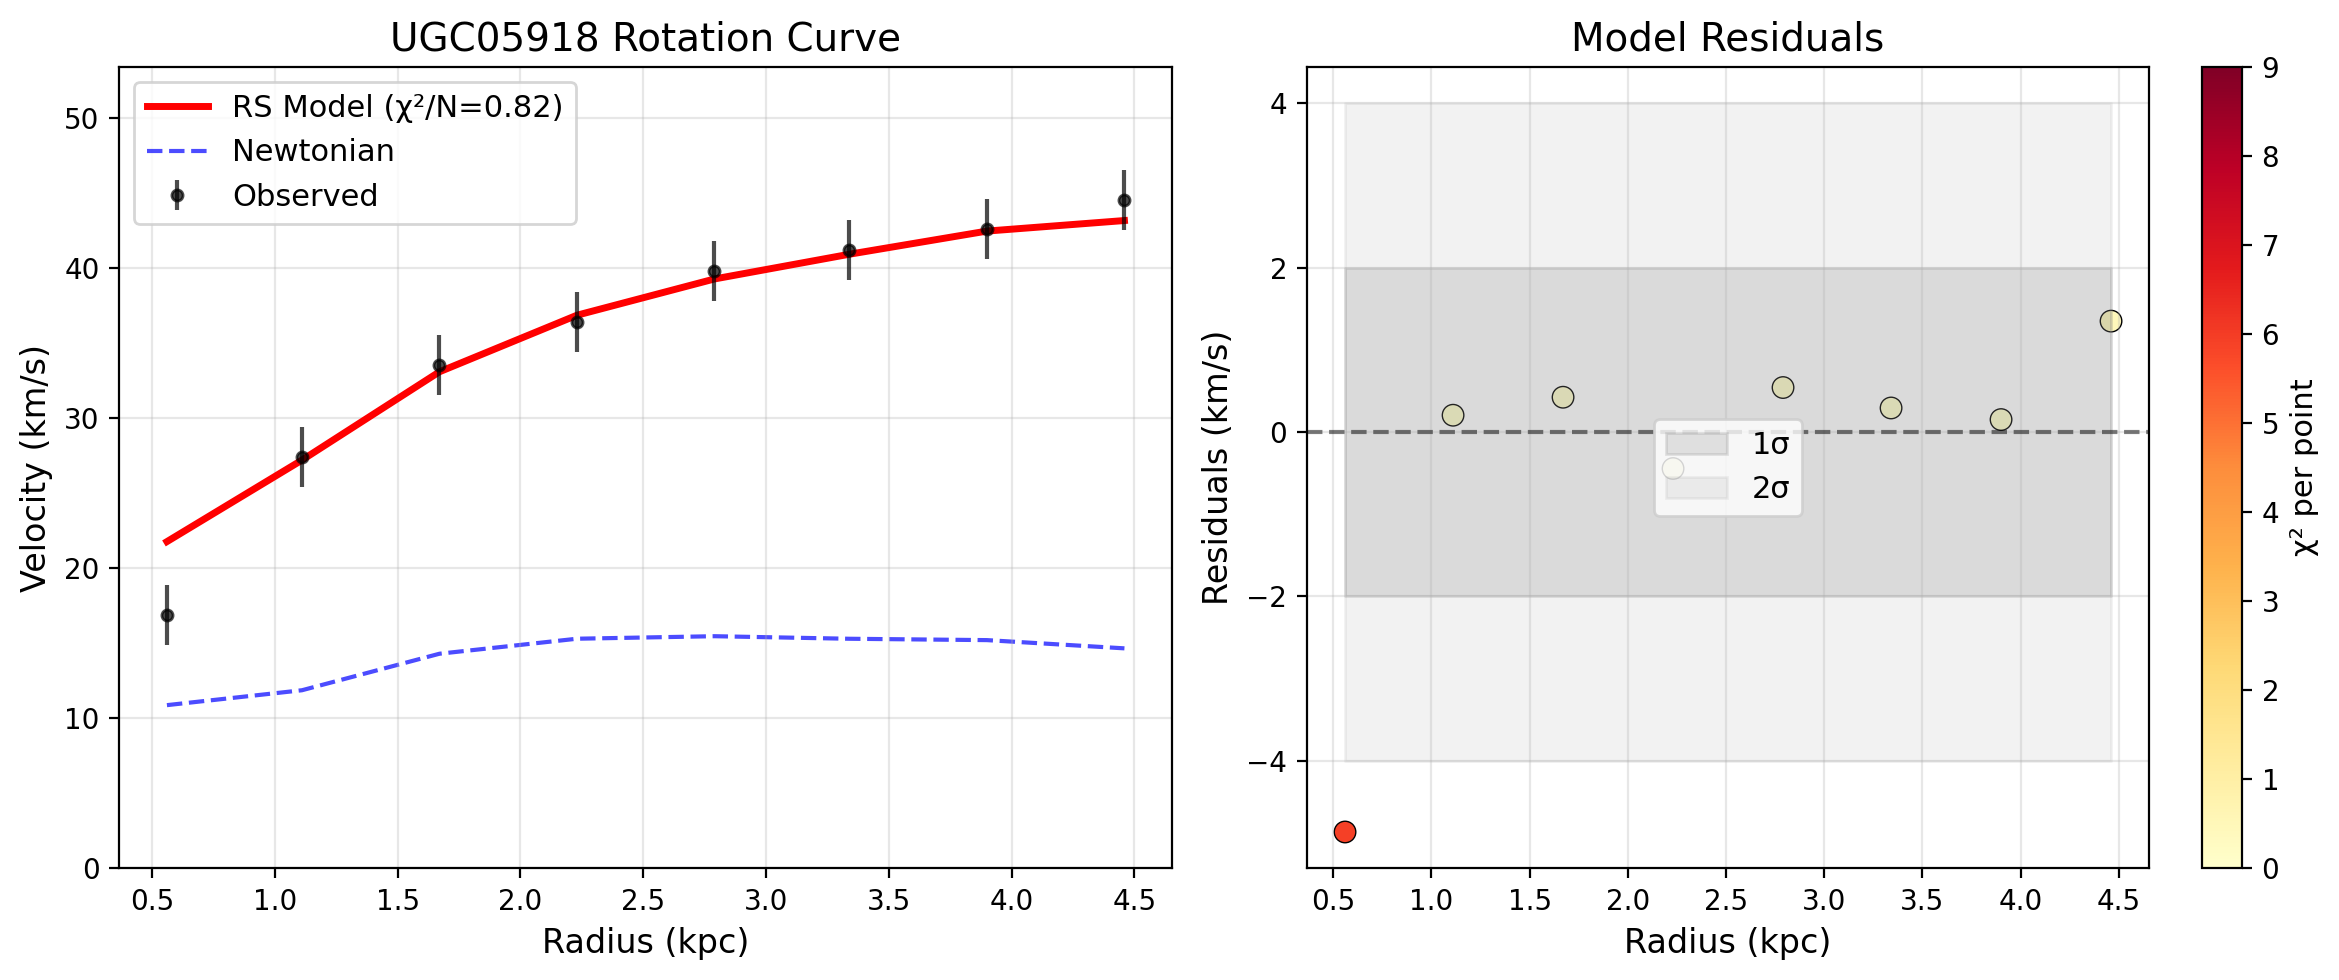 UGC05918 Rotation Curve
RS Model (χ²/N=0.82)
Newtonian
Observed
Velocity (km/s)
50
40
30
20
10
0
0.5 1.0 1.5 2.0 2.5 3.0 3.5 4.0 4.5
Radius (kpc)
Model Residuals
Residuals (km/s)
4
2
0
−2
−4
1σ
2σ
0.5 1.0 1.5 2.0 2.5 3.0 3.5 4.0 4.5
Radius (kpc)
9
8
7
6
5
4
3
2
1
0
χ² per point